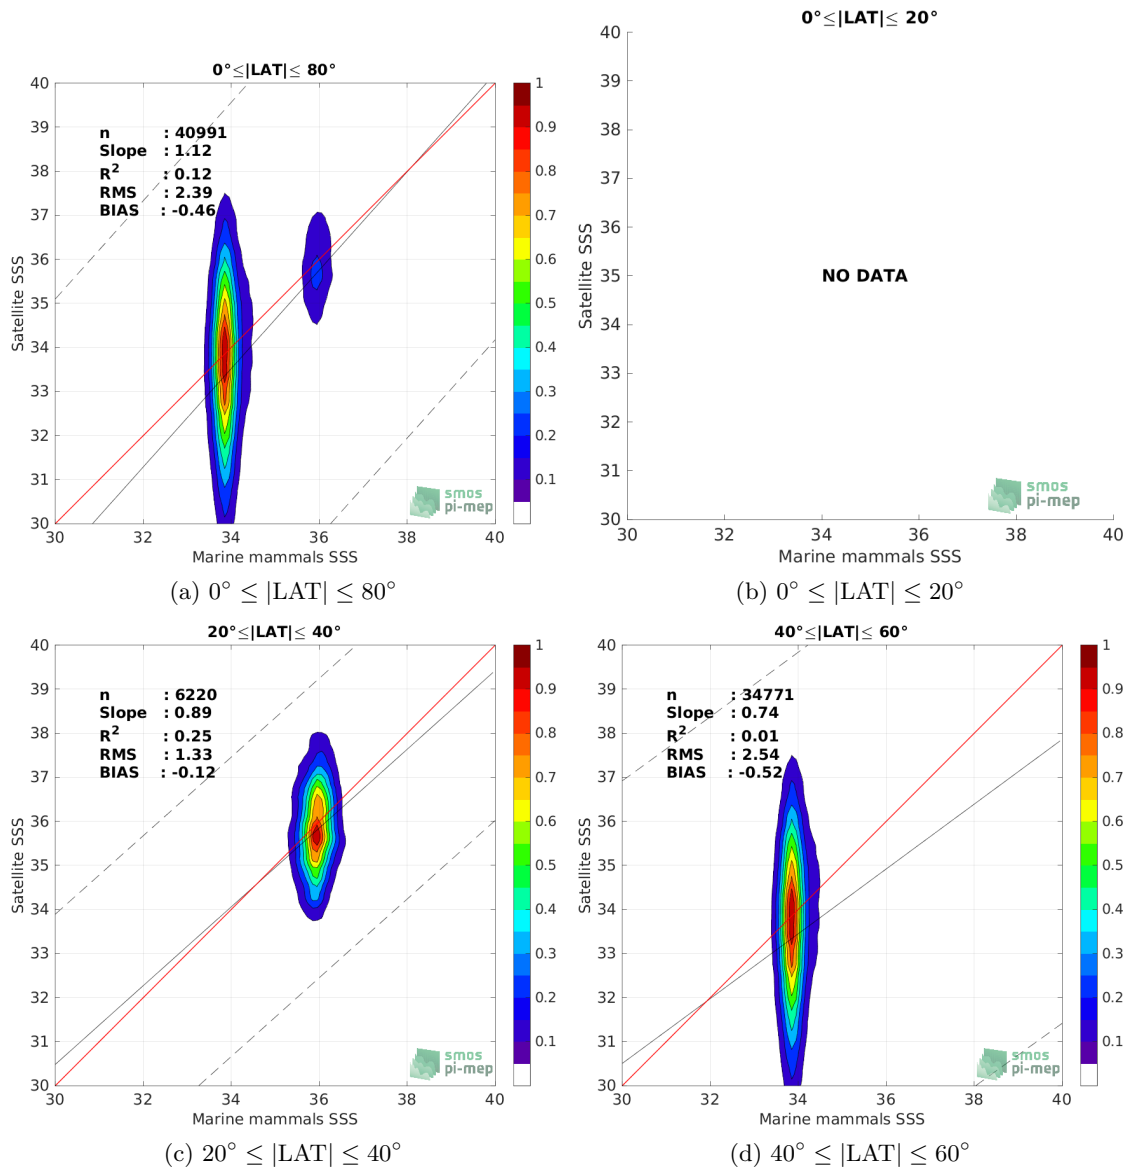 0°≤|LAT|≤ 80°
40
39
38
37
36
35
34
33
32
31
30
Satellite SSS
n : 40991
Slope : 1.12
R² : 0.12
RMS : 2.39
BIAS : -0.46
1
0.9
0.8
0.7
0.6
0.5
0.4
0.3
0.2
0.1
smos
pi-mep
30 32 34 36 38 40
Marine mammals SSS
(a) 0° ≤ |LAT| ≤ 80°
0°≤|LAT|≤ 20°
40
39
38
37
36
35
34
33
32
31
30
Satellite SSS
NO DATA
smos
pi-mep
30 32 34 36 38 40
Marine mammals SSS
(b) 0° ≤ |LAT| ≤ 20°
20°≤|LAT|≤ 40°
40
39
38
37
36
35
34
33
32
31
30
Satellite SSS
n : 6220
Slope : 0.89
R² : 0.25
RMS : 1.33
BIAS : -0.12
1
0.9
0.8
0.7
0.6
0.5
0.4
0.3
0.2
0.1
smos
pi-mep
30 32 34 36 38 40
Marine mammals SSS
(c) 20° ≤ |LAT| ≤ 40°
40°≤|LAT|≤ 60°
40
39
38
37
36
35
34
33
32
31
30
Satellite SSS
n : 34771
Slope : 0.74
R² : 0.01
RMS : 2.54
BIAS : -0.52
1
0.9
0.8
0.7
0.6
0.5
0.4
0.3
0.2
0.1
smos
pi-mep
30 32 34 36 38 40
Marine mammals SSS
(d) 40° ≤ |LAT| ≤ 60°